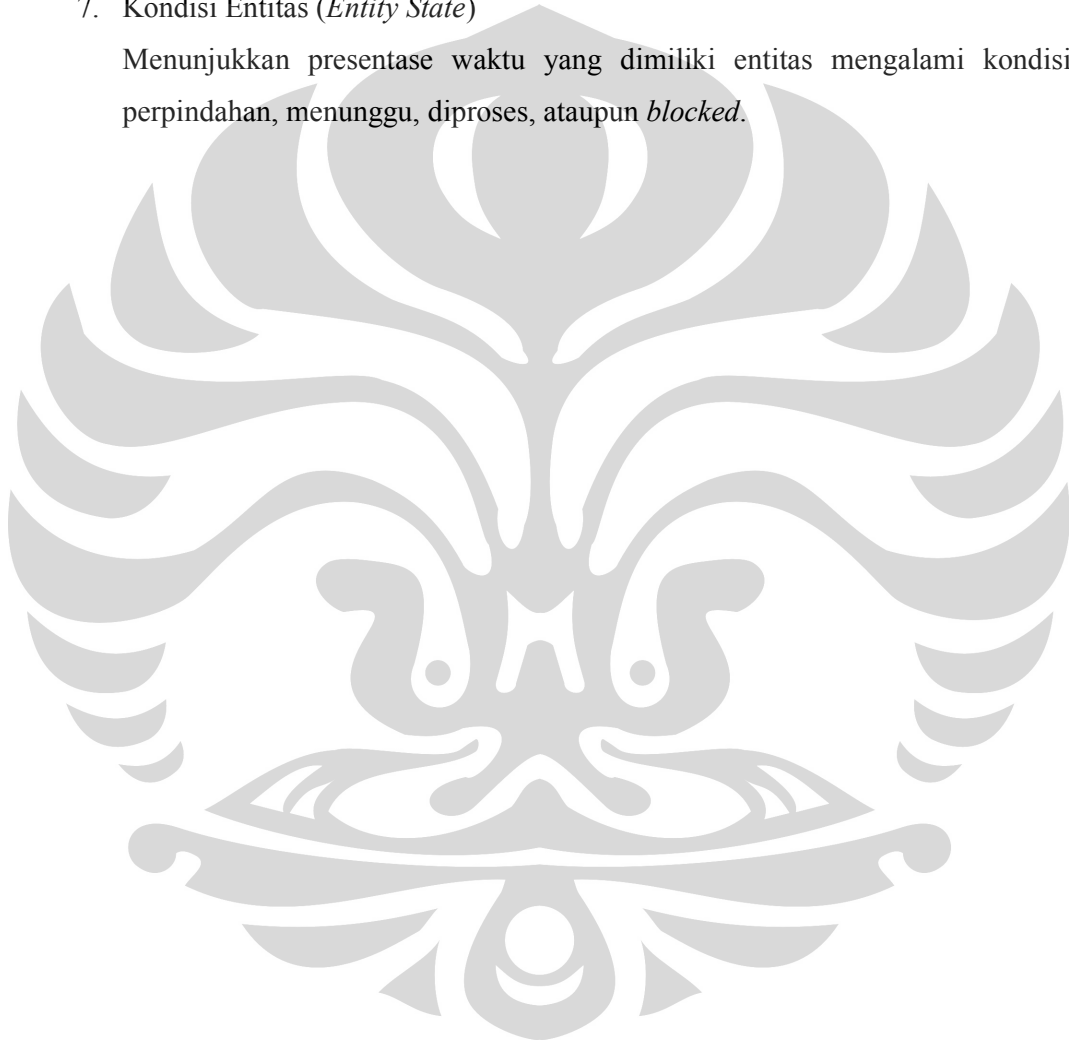 7. Kondisi Entitas (Entity State)
Menunjukkan presentase waktu yang dimiliki entitas mengalami kondisi
perpindahan, menunggu, diproses, ataupun blocked.